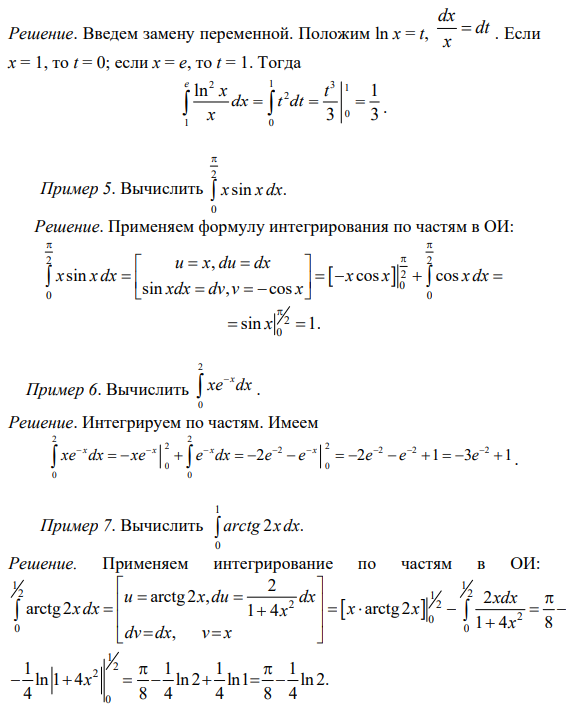 Решение. Введем замену переменной. Положим ln x = t, dx/x = dt . Если
x = 1, то t = 0; если x = e, то t = 1. Тогда
∫₁ᵉ (ln² x)/x dx = ∫₀¹ t² dt = t³/3 |₀¹ = 1/3 .
Пример 5. Вычислить ∫₀^(π/2) x sin x dx.
Решение. Применяем формулу интегрирования по частям в ОИ:
∫₀^(π/2) x sin x dx = [u = x, du = dx; sin xdx = dv, v = −cos x] = [−x cos x]|₀^(π/2) + ∫₀^(π/2) cos x dx =
= sin x|₀^(π/2) = 1.
Пример 6. Вычислить ∫₀² xe⁻ˣdx .
Решение. Интегрируем по частям. Имеем
∫₀² xe⁻ˣdx = −xe⁻ˣ|₀² + ∫₀² e⁻ˣdx = −2e⁻² − e⁻ˣ|₀² = −2e⁻² − e⁻² + 1 = −3e⁻² + 1 .
Пример 7. Вычислить ∫₀¹ arctg 2x dx.
Решение. Применяем интегрирование по частям в ОИ:
∫₀^(1/2) arctg 2x dx = [u = arctg 2x, du = 2/(1 + 4x²) dx; dv = dx, v = x] = [x · arctg 2x]|₀^(1/2) − ∫₀^(1/2) 2xdx/(1 + 4x²) = π/8 −
− 1/4 ln|1 + 4x²||₀^(1/2) = π/8 − 1/4 ln 2 + 1/4 ln 1 = π/8 − 1/4 ln 2.